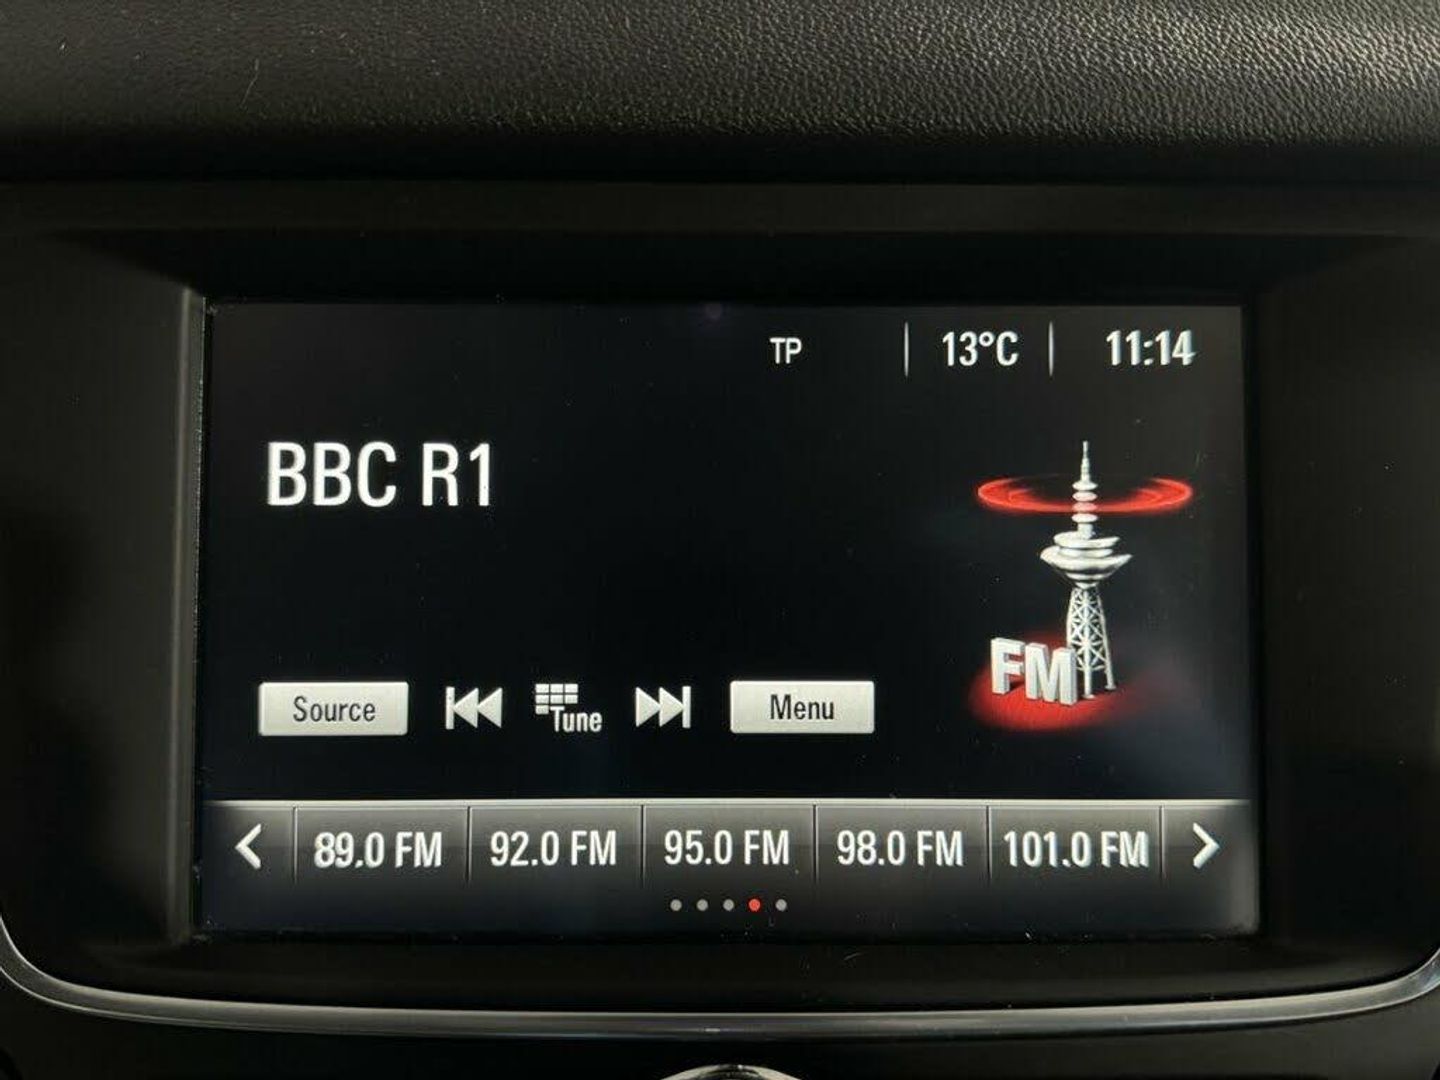 TP 13°C 11:14
BBC R1
Source Tune Menu
FM
89.0 FM 92.0 FM 95.0 FM 98.0 FM 101.0 FM